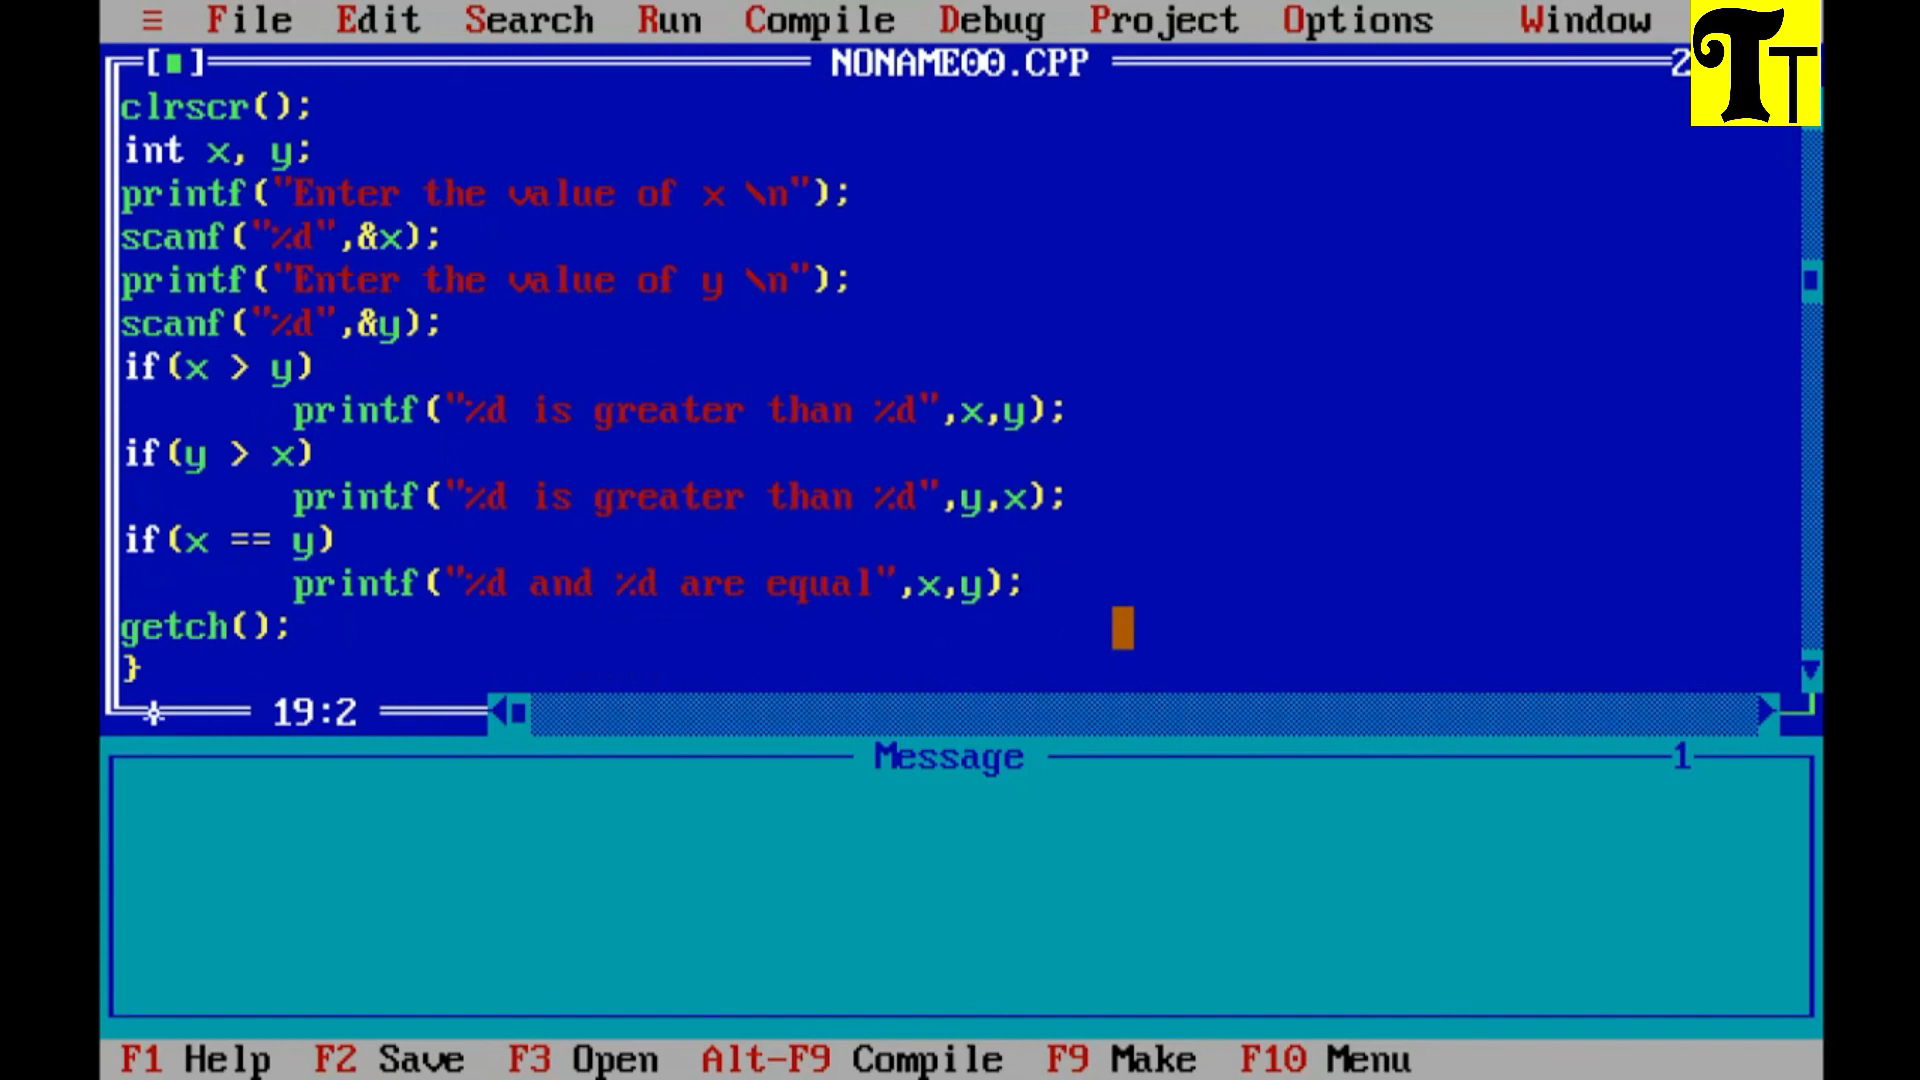 ≡ File Edit Search Run Compile Debug Project Options Window
[■] NONAME00.CPP 2
Tt
clrscr();
int x, y;
printf("Enter the value of x \n");
scanf("%d",&x);
printf("Enter the value of y \n");
scanf("%d",&y);
if(x > y)
printf("%d is greater than %d",x,y);
if(y > x)
printf("%d is greater than %d",y,x);
if(x == y)
printf("%d and %d are equal",x,y);
getch();
}
19:2
Message 1
F1 Help F2 Save F3 Open Alt-F9 Compile F9 Make F10 Menu